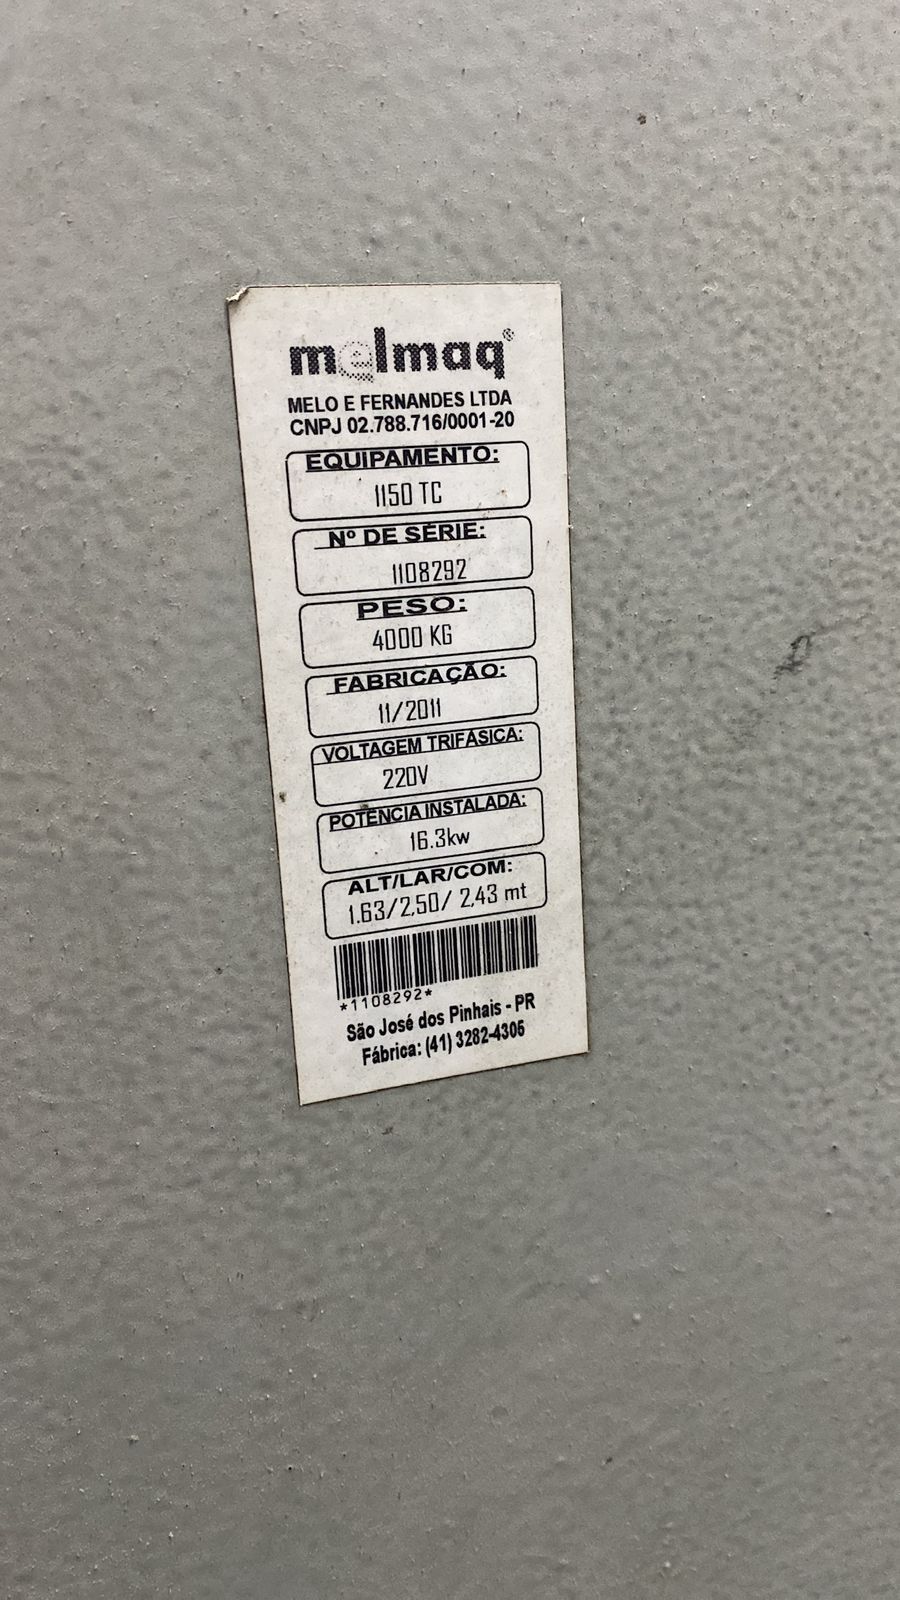 melmaq®
MELO E FERNANDES LTDA
CNPJ 02.788.716/0001-20
EQUIPAMENTO:
1150 TC
Nº DE SÉRIE:
1108292
PESO:
4000 KG
FABRICAÇÃO:
11/2011
VOLTAGEM TRIFÁSICA:
220V
POTÊNCIA INSTALADA:
16.3kw
ALT/LAR/COM:
1.63/2,50/ 2,43 mt
*1108292*
São José dos Pinhais - PR
Fábrica: (41) 3282-4305